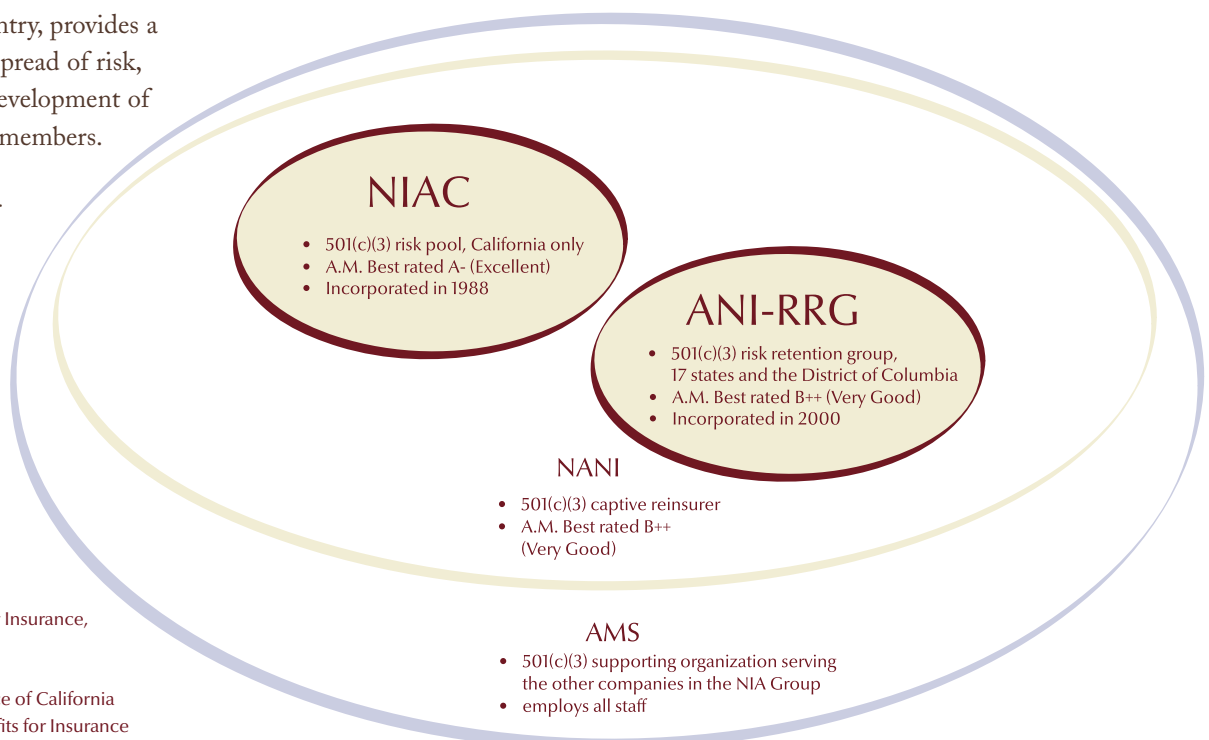 ntry, provides a
pread of risk,
evelopment of
members.
.
NIAC
• 501(c)(3) risk pool, California only
• A.M. Best rated A- (Excellent)
• Incorporated in 1988
ANI-RRG
• 501(c)(3) risk retention group,
17 states and the District of Columbia
• A.M. Best rated B++ (Very Good)
• Incorporated in 2000
NANI
• 501(c)(3) captive reinsurer
• A.M. Best rated B++
(Very Good)
AMS
• 501(c)(3) supporting organization serving
the other companies in the NIA Group
• employs all staff
Insurance,
e of California
fits for Insurance